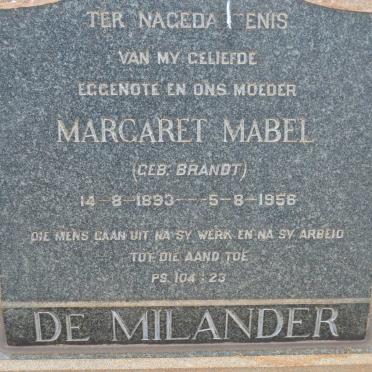 TER NAGEDAGTENIS
VAN MY GELIEFDE
EGGENOTE EN ONS MOEDER
MARGARET MABEL
(GEB. BRANDT)
14-8-1893---5-8-1956
DIE MENS GAAN UIT NA SY WERK EN NA SY ARBEID
TOT DIE AAND TOE
PS. 104:23
DE MILANDER